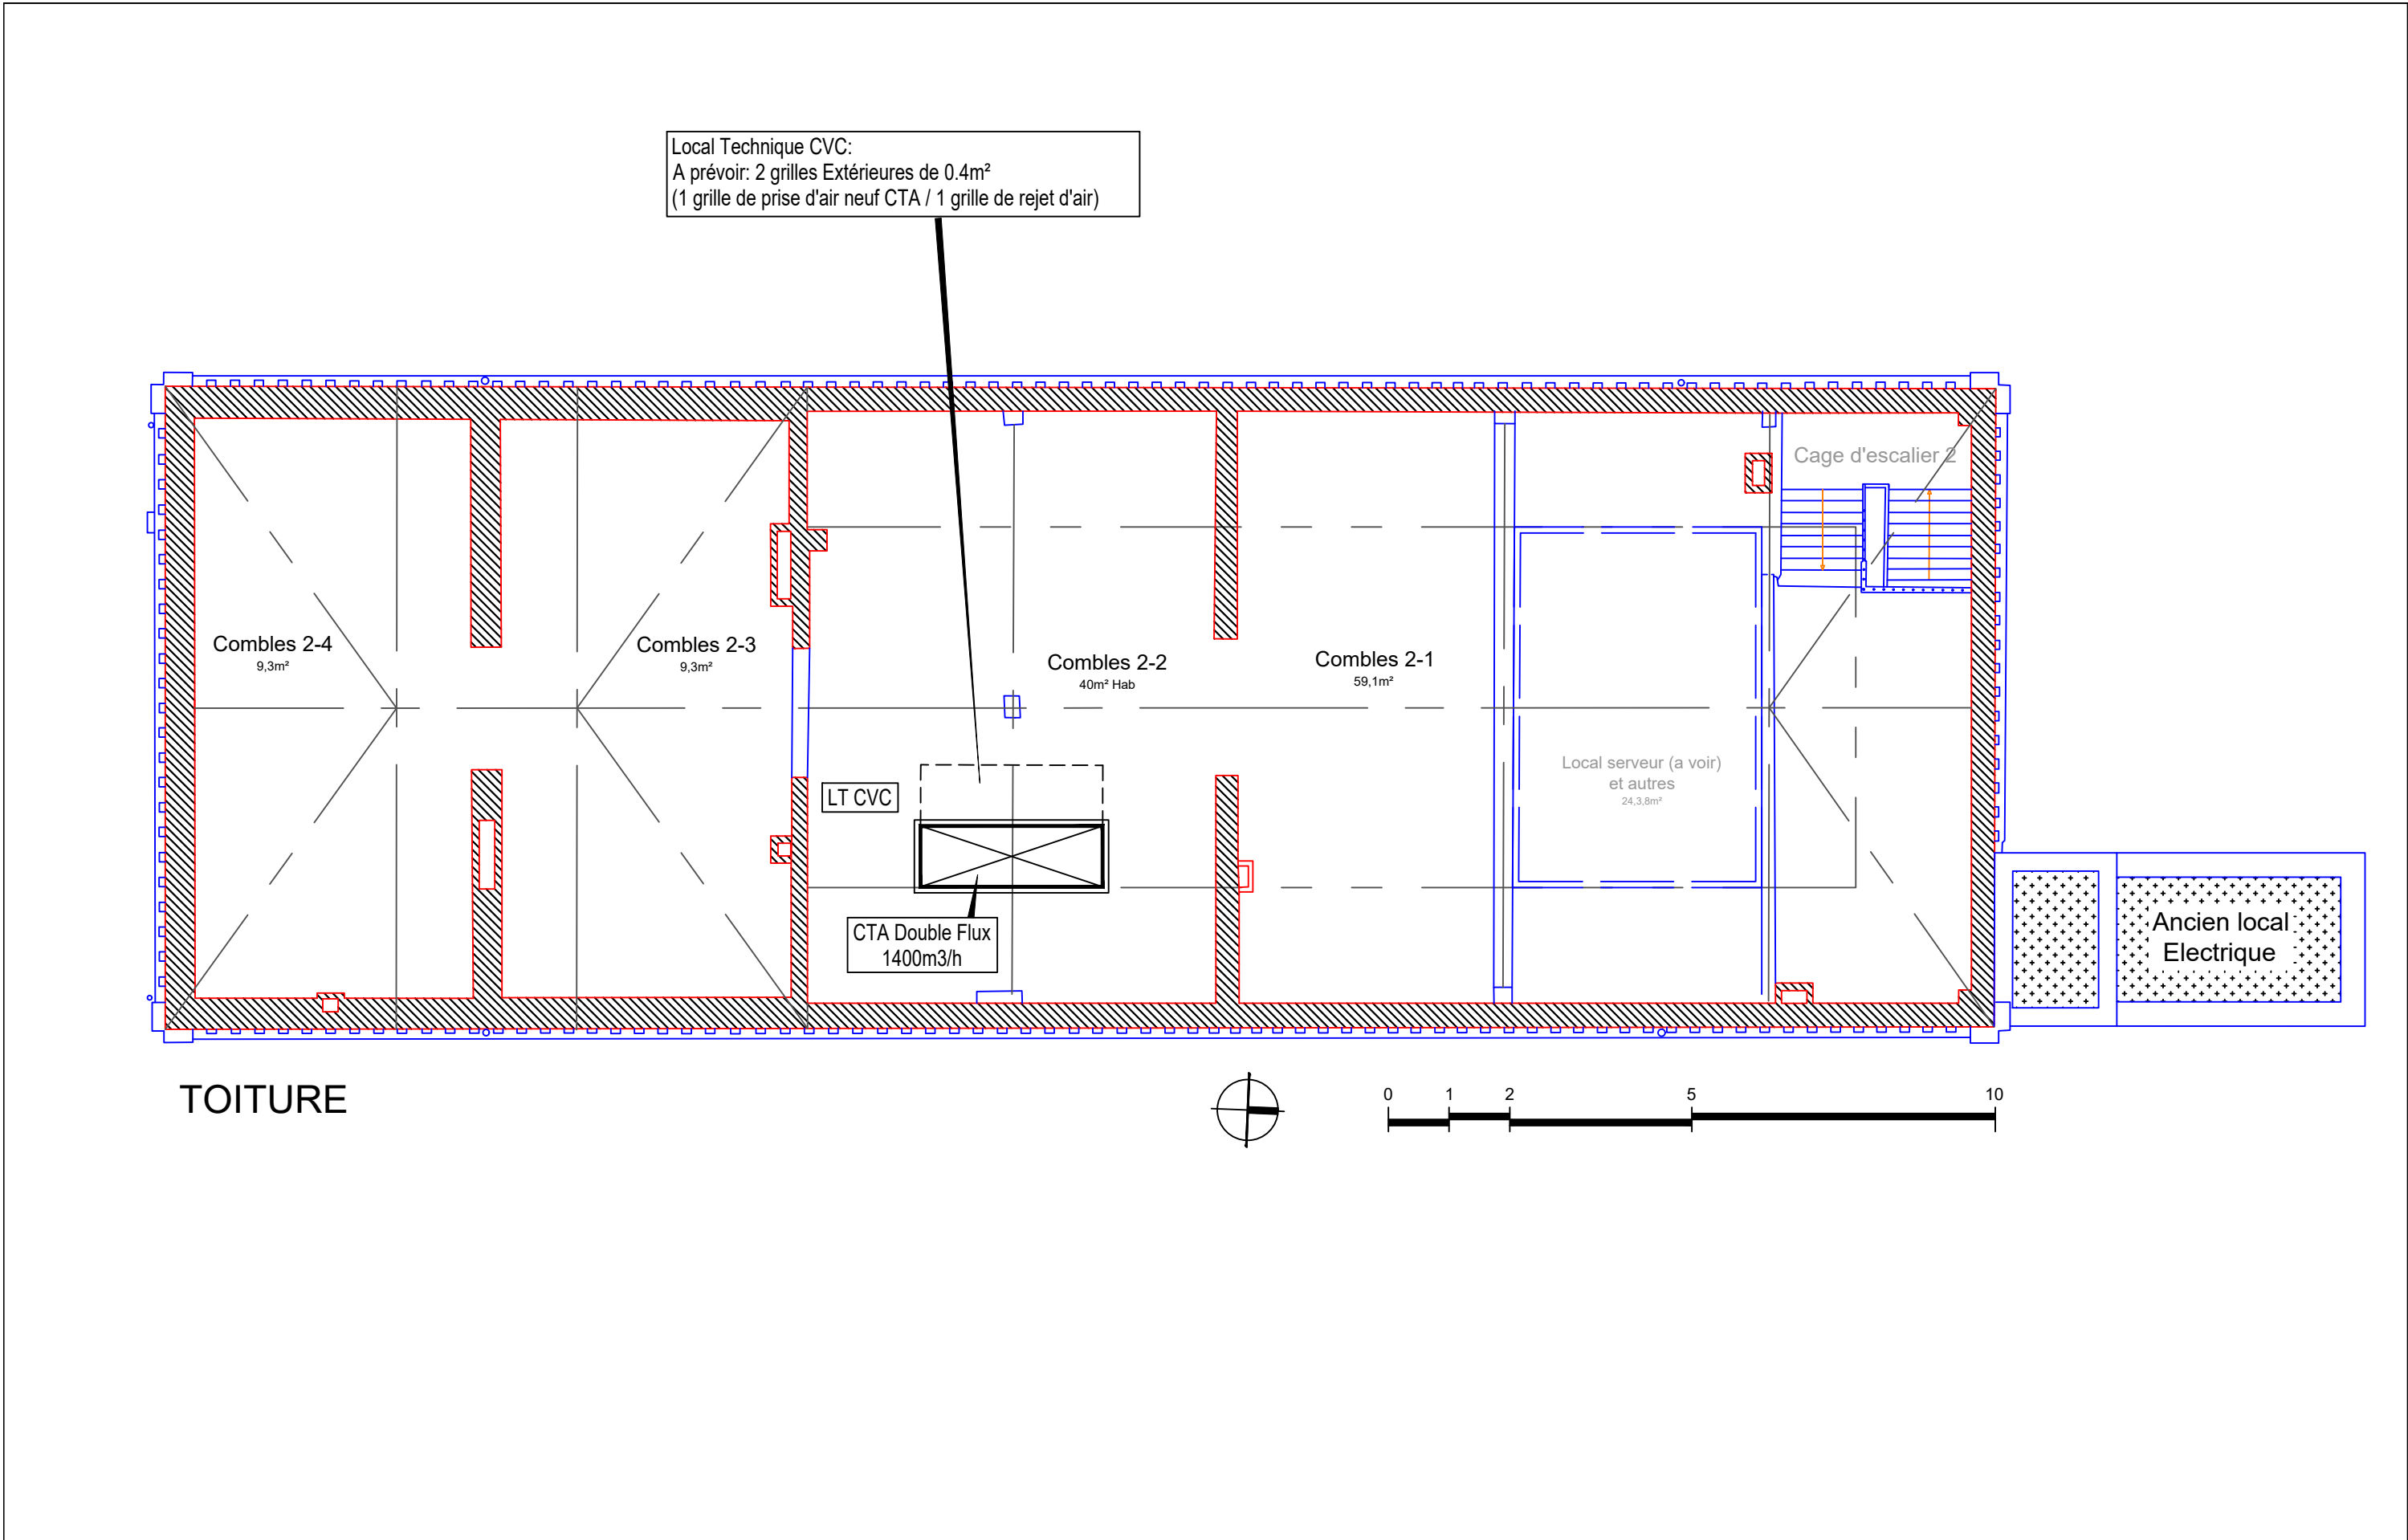 Local Technique CVC:
A prévoir: 2 grilles Extérieures de 0.4m²
(1 grille de prise d'air neuf CTA / 1 grille de rejet d'air)
Cage d'escalier 2
Combles 2-4
9,3m²
Combles 2-3
9,3m²
Combles 2-2
40m² Hab
Combles 2-1
59,1m²
Local serveur (a voir)
et autres
24,3,8m²
LT CVC
CTA Double Flux
1400m3/h
Ancien local
Electrique
TOITURE
0 1 2 5 10